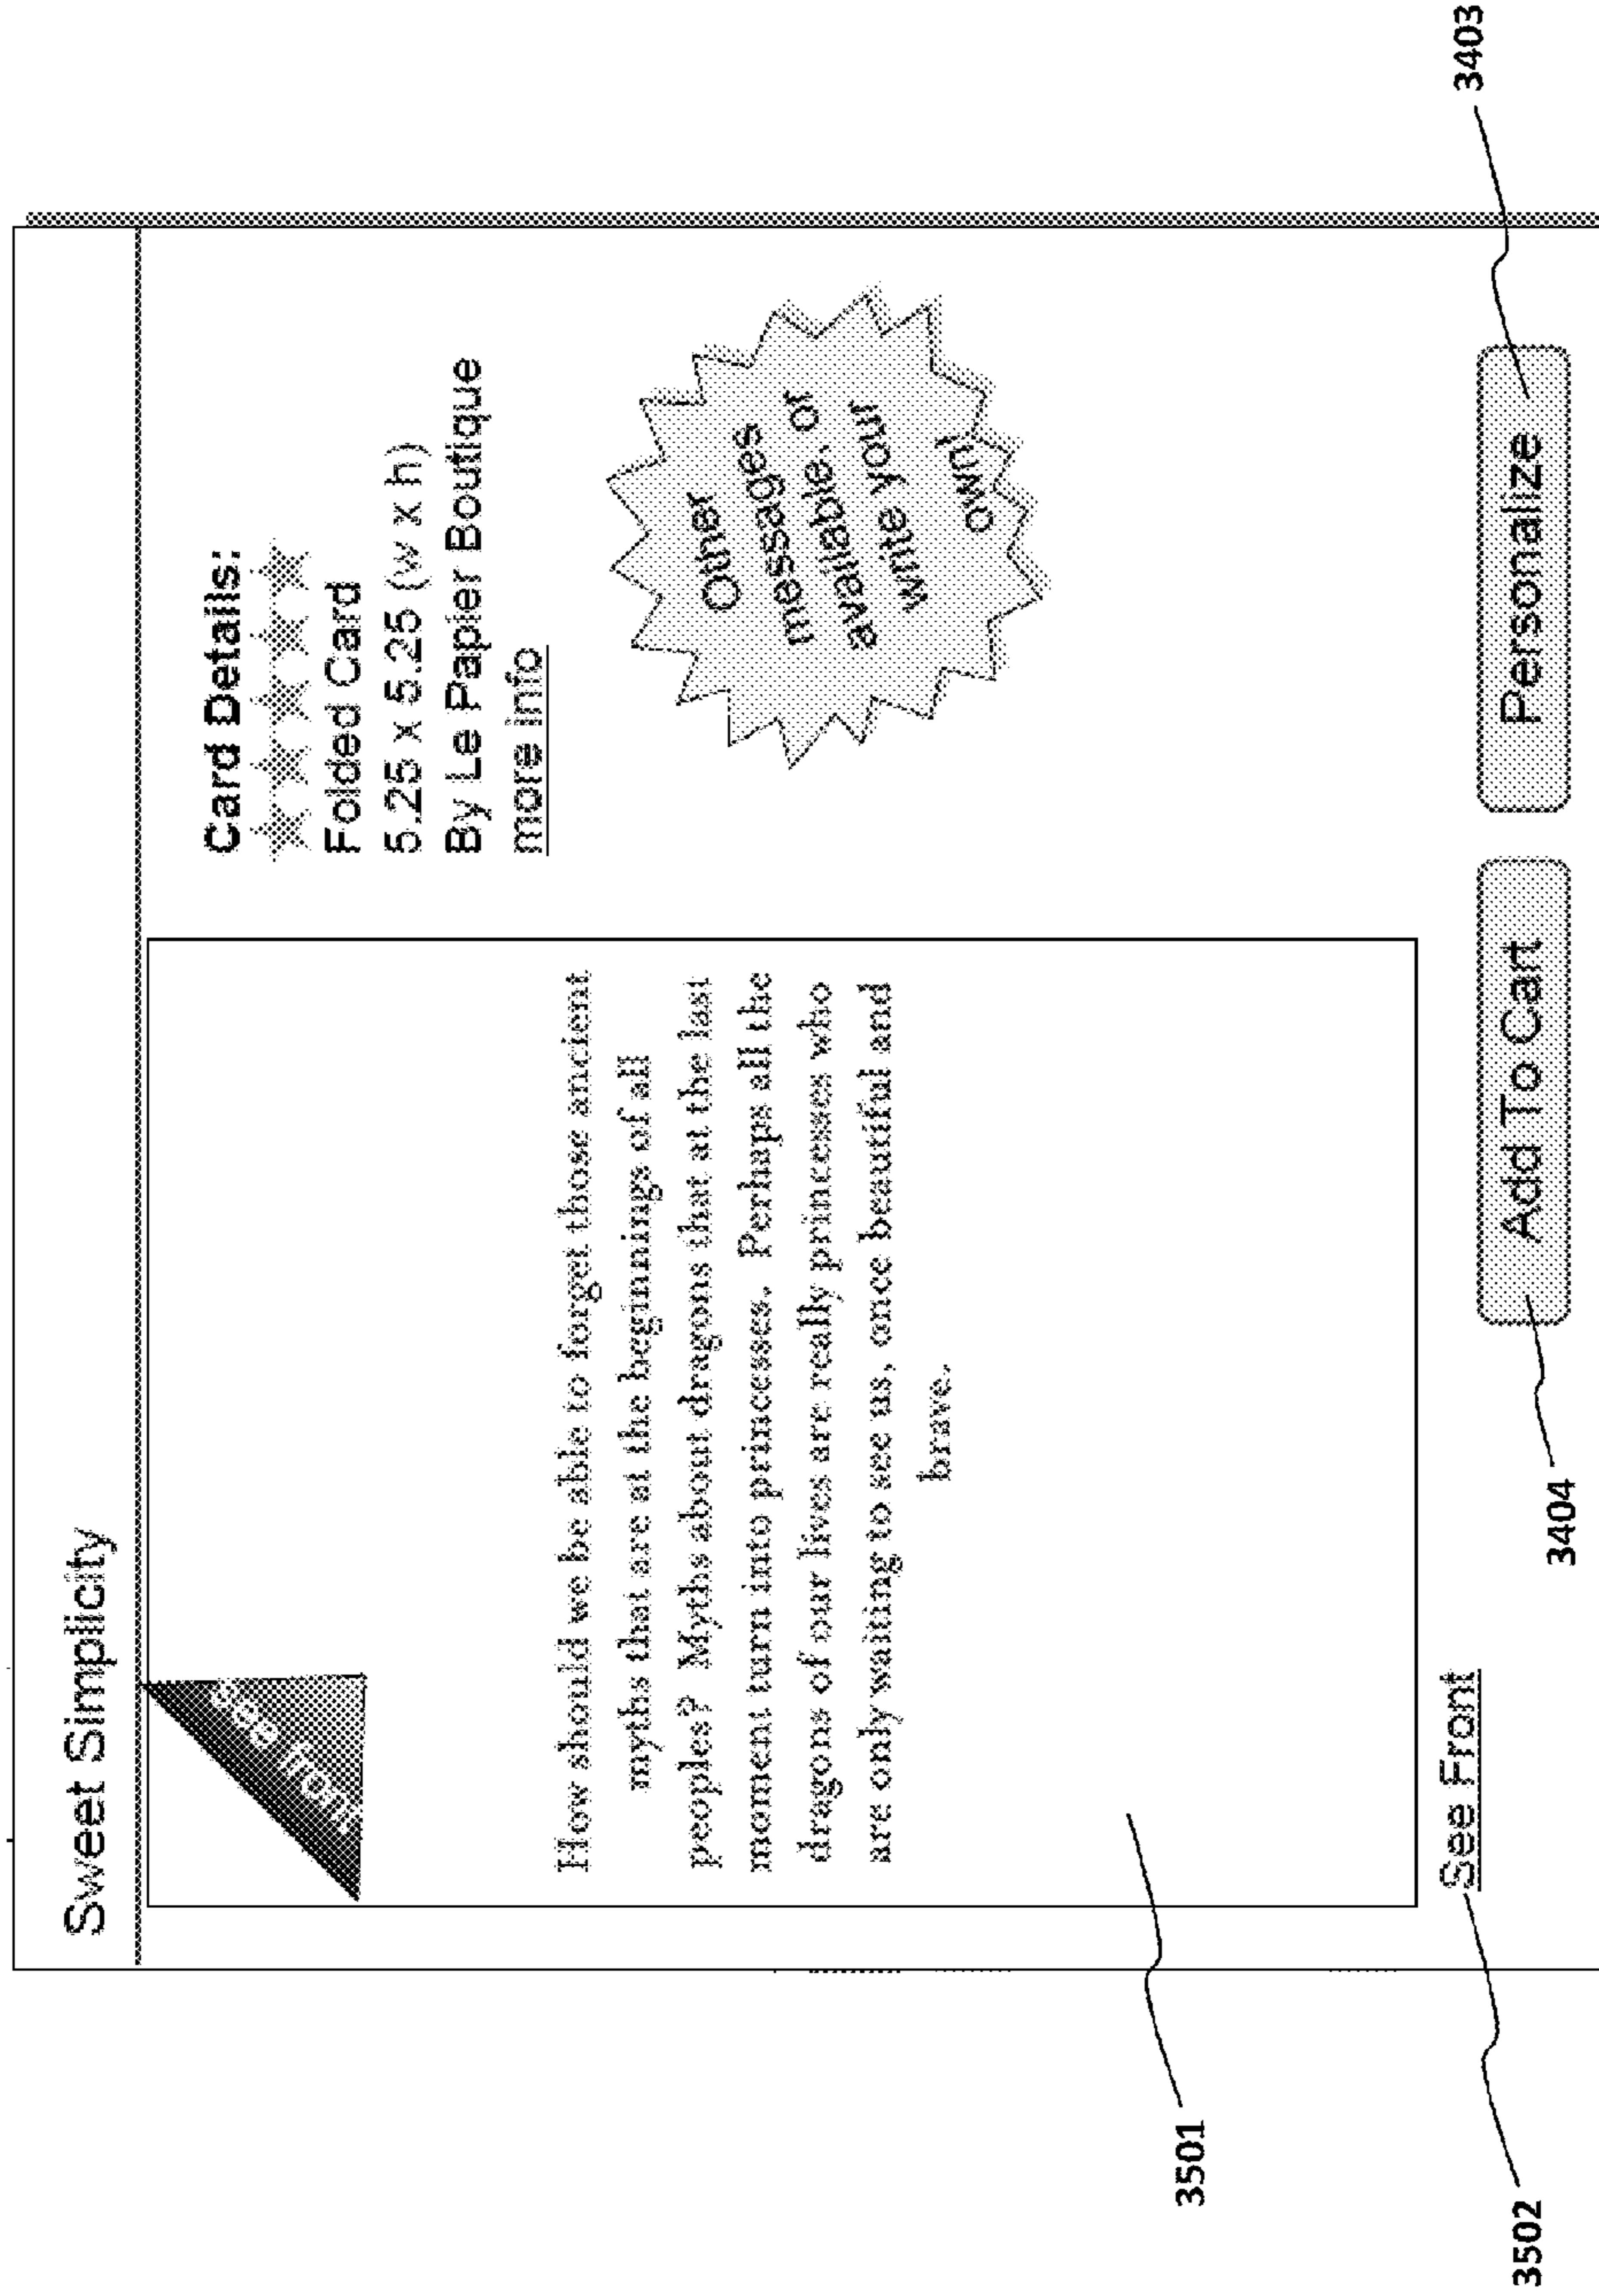 Sweet Simplicity
see front
How should we be able to forget those ancient
myths that are at the beginnings of all
peoples? Myths about dragons that at the last
moment turn into princesses. Perhaps all the
dragons of our lives are really princesses who
are only waiting to see us, once beautiful and
brave.
Card Details:
Folded Card
5.25 x 5.25 (w x h)
By Le Papier Boutique
more info
Other
messages
available, or
write your
own!
See Front
Add To Cart
Personalize
3501
3502
3404
3403